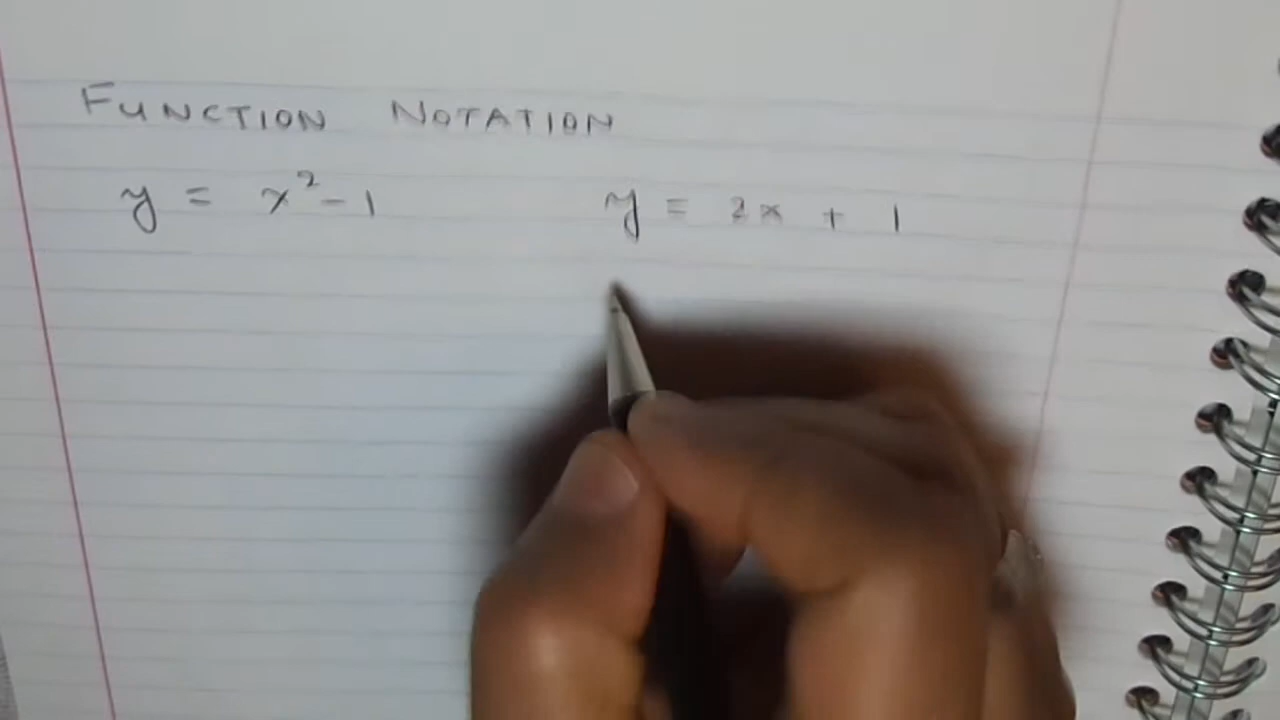 FUNCTION NOTATION
y = x² - 1 y = 2x + 1